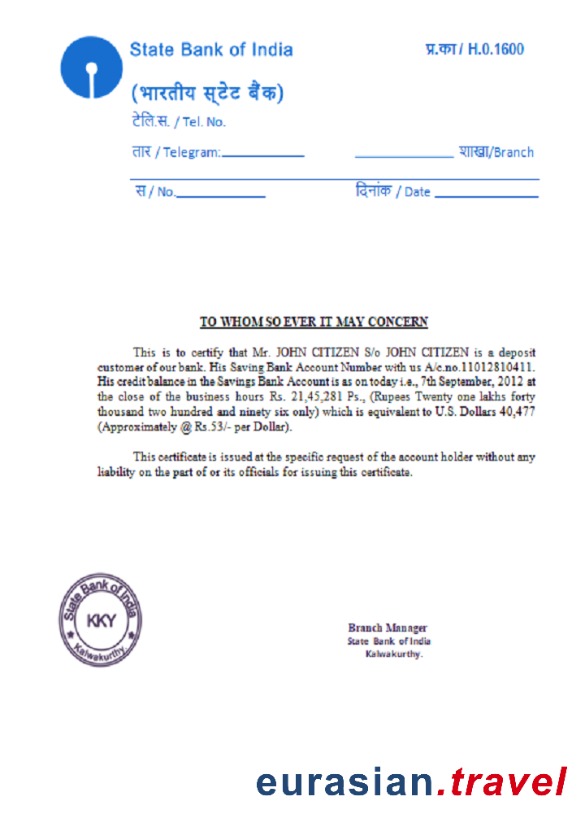 State Bank of India
प्र.का / H.0.1600
(भारतीय स्टेट बैंक)
टेलि.स. / Tel. No.
तार / Telegram:____________ ____________ शाखा/Branch
स / No.____________ दिनांक / Date ____________
TO WHOM SO EVER IT MAY CONCERN
This is to certify that Mr. JOHN CITIZEN S/o JOHN CITIZEN is a deposit
customer of our bank. His Saving Bank Account Number with us A/c.no.11012810411.
His credit balance in the Savings Bank Account is as on today i.e., 7th September, 2012 at
the close of the business hours Rs. 21,45,281 Ps., (Rupees Twenty one lakhs forty
thousand two hundred and ninety six only) which is equivalent to U.S. Dollars 40,477
(Approximately @ Rs.53/- per Dollar).
This certificate is issued at the specific request of the account holder without any
liability on the part of or its officials for issuing this certificate.
State Bank of India
KKY
★ Kalwakurthy. ★
Branch Manager
State Bank of India
Kalwakurthy.
eurasian.travel